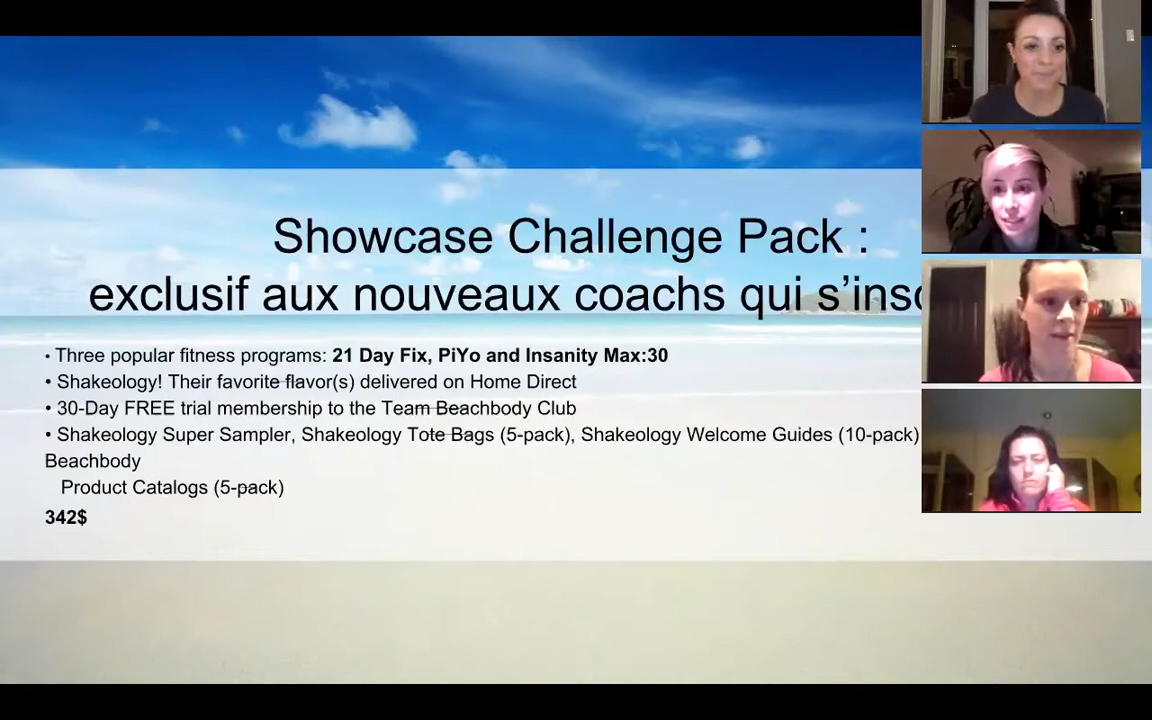 Showcase Challenge Pack :
exclusif aux nouveaux coachs qui
• Three popular fitness programs: 21 Day Fix, PiYo and Insanity Max:30
• Shakeology! Their favorite flavor(s) delivered on Home Direct
• 30-Day FREE trial membership to the Team Beachbody Club
• Shakeology Super Sampler, Shakeology Tote Bags (5-pack), Shakeology Welcome Guides (10-pack)
Beachbody
Product Catalogs (5-pack)
342$